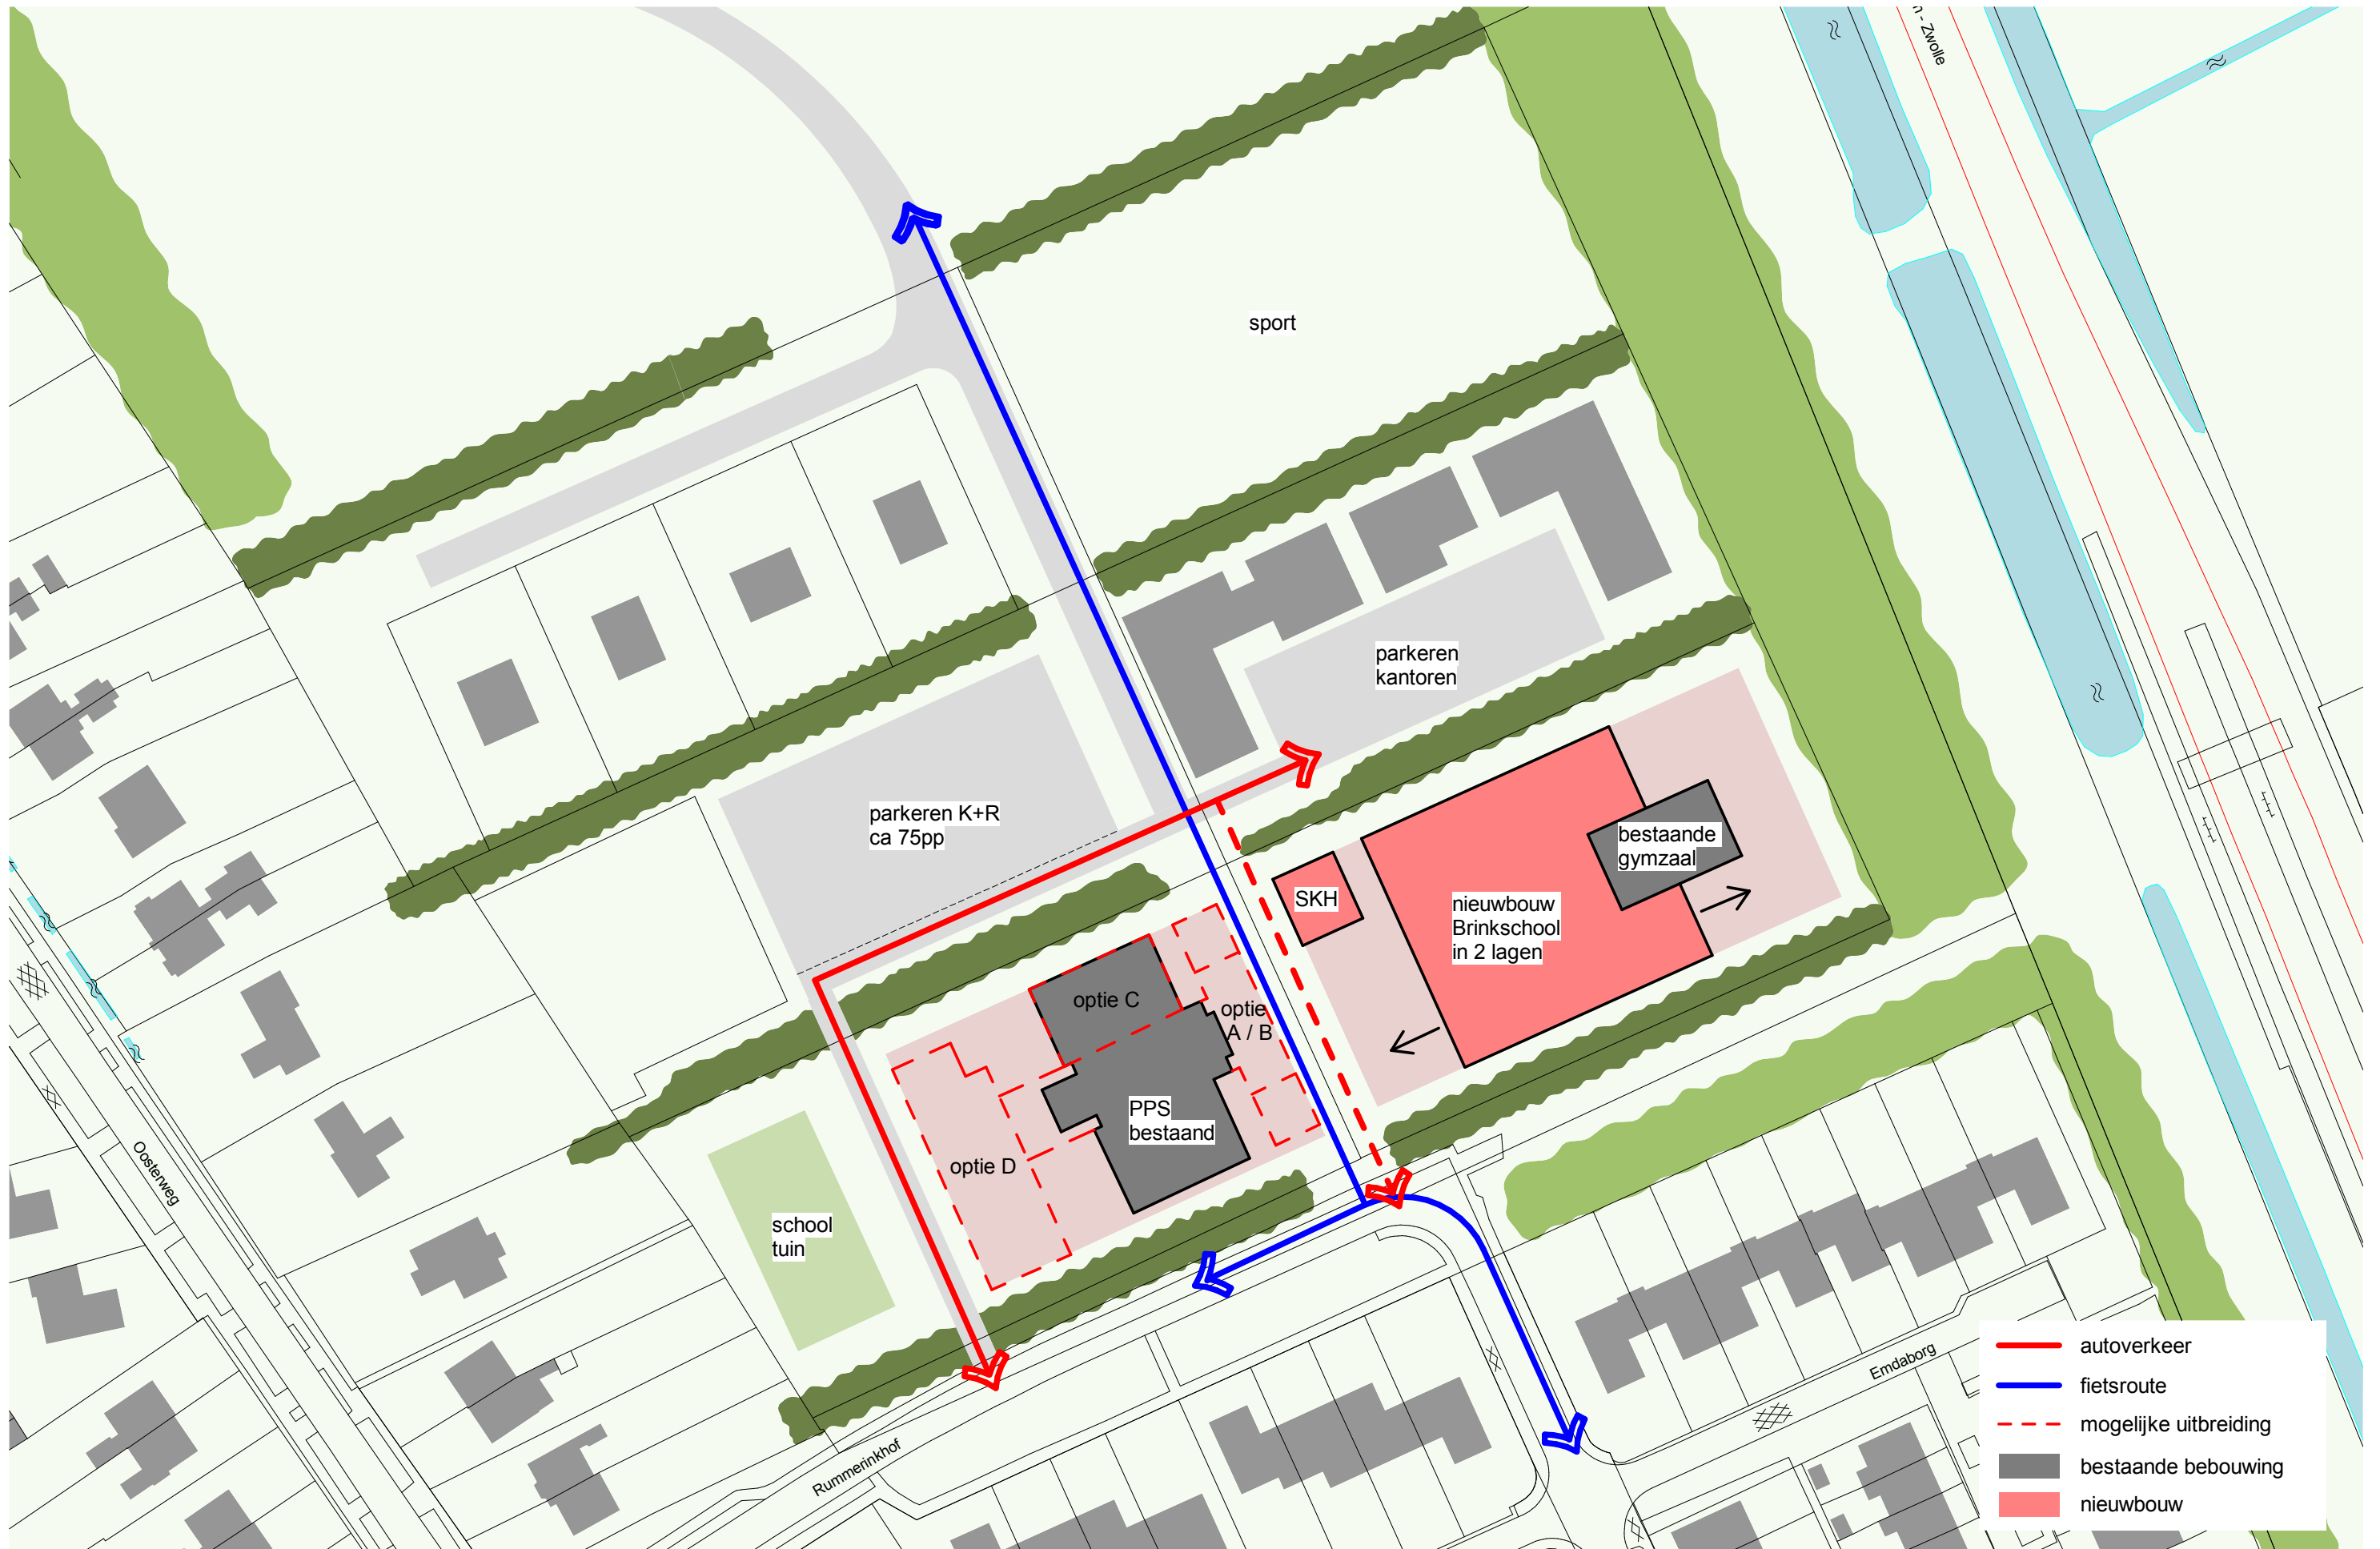 - Zwolle
sport
parkeren
kantoren
parkeren K+R
ca 75pp
bestaande
gymzaal
SKH
nieuwbouw
Brinkschool
in 2 lagen
optie C
optie
A / B
PPS
bestaand
optie D
school
tuin
Oosterweg
Rummerinkhof
Emdaborg
autoverkeer
fietsroute
mogelijke uitbreiding
bestaande bebouwing
nieuwbouw